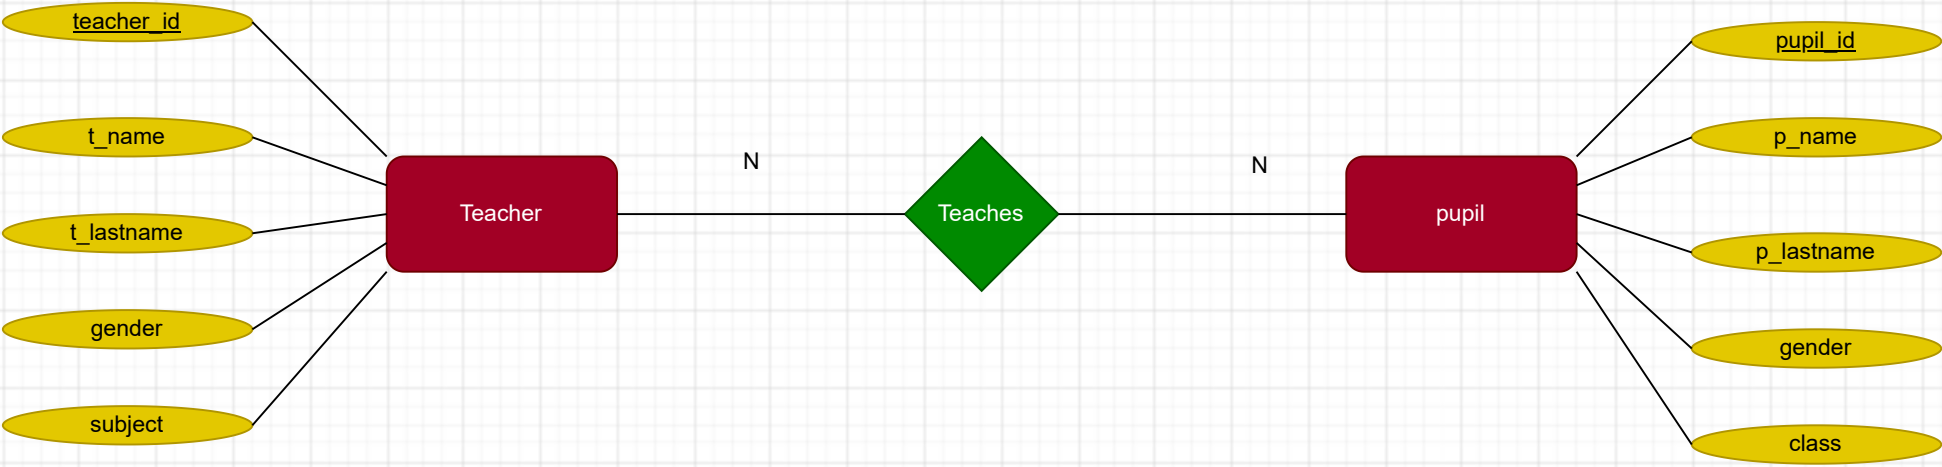 teacher_id
t_name
t_lastname
gender
subject
Teacher
N
Teaches
N
pupil
pupil_id
p_name
p_lastname
gender
class